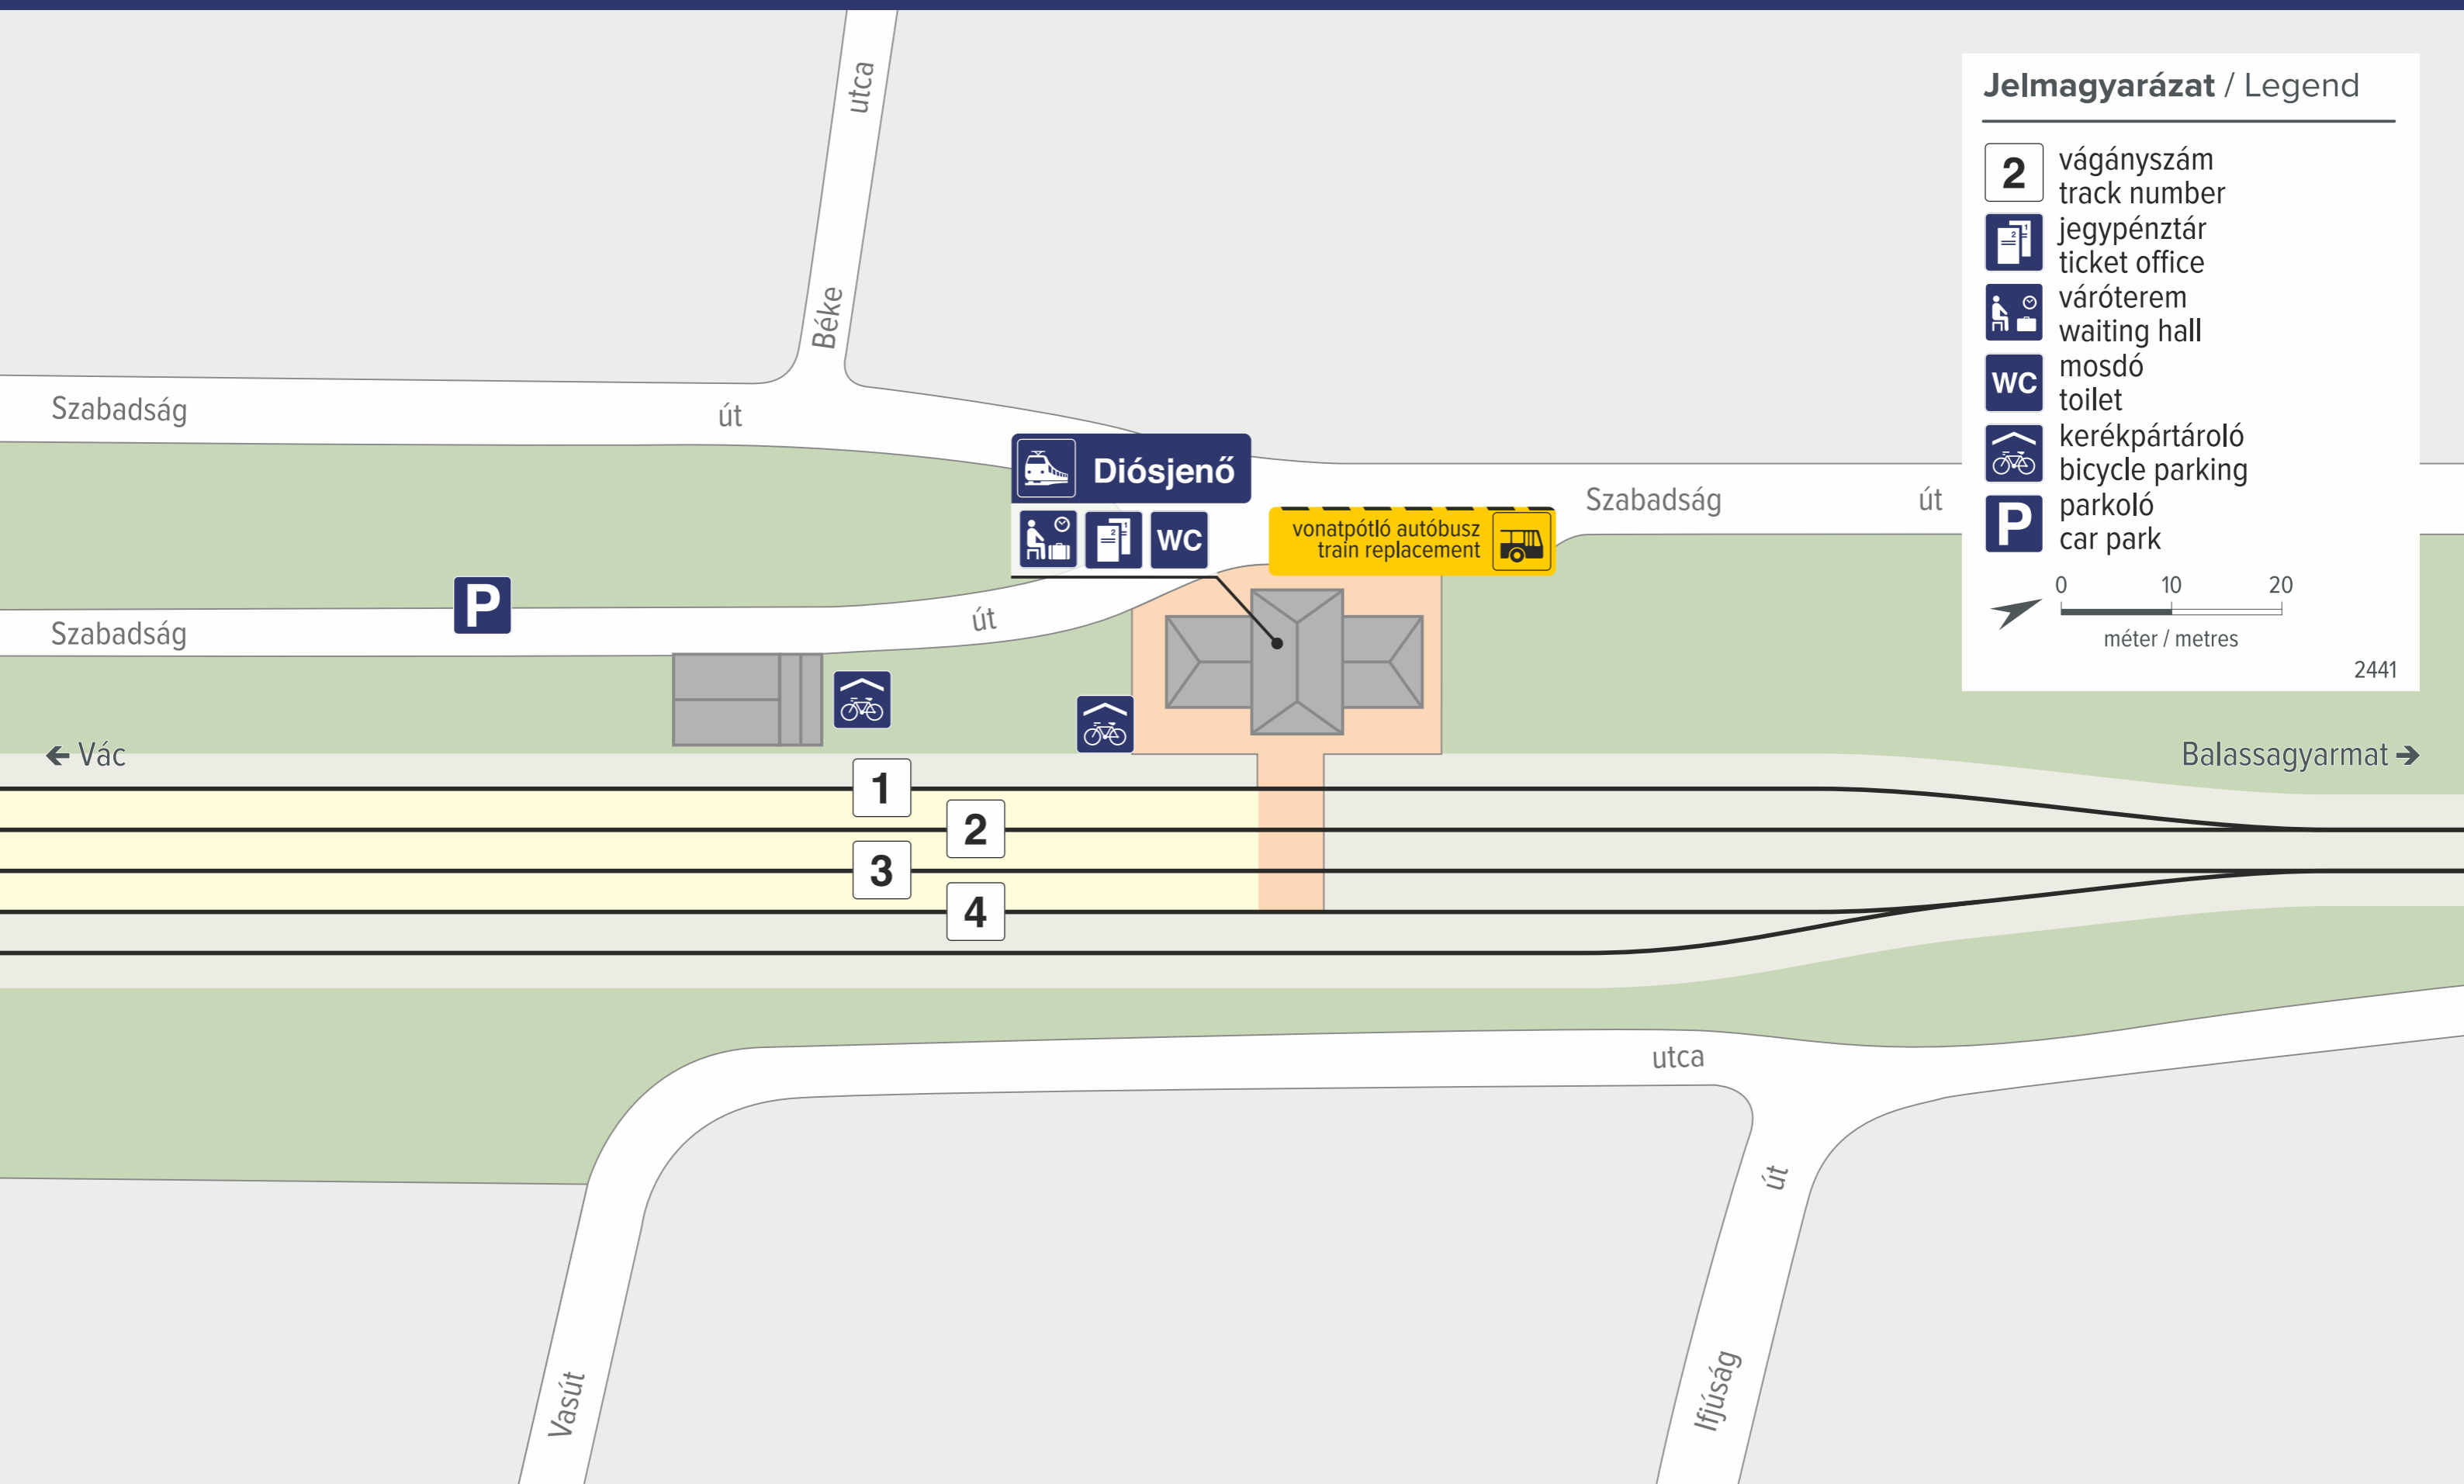 utca
Béke
Szabadság
út
Diósjenő
WC
vonatpótló autóbusz
train replacement
Szabadság
út
P
Szabadság
út
← Vác
Balassagyarmat →
1
2
3
4
utca
út
Vasút
Ifjúság
Jelmagyarázat / Legend
2
vágányszám
track number
2 1
jegypénztár
ticket office
váróterem
waiting hall
WC
mosdó
toilet
kerékpártároló
bicycle parking
P
parkoló
car park
0 10 20
méter / metres
2441